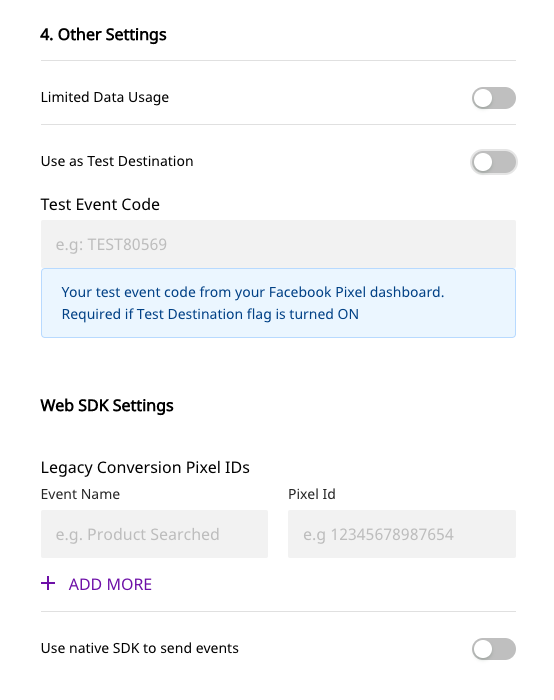 4. Other Settings
Limited Data Usage
Use as Test Destination
Test Event Code
e.g: TEST80569
Your test event code from your Facebook Pixel dashboard.
Required if Test Destination flag is turned ON
Web SDK Settings
Legacy Conversion Pixel IDs
Event Name Pixel Id
e.g. Product Searched e.g 12345678987654
+ ADD MORE
Use native SDK to send events